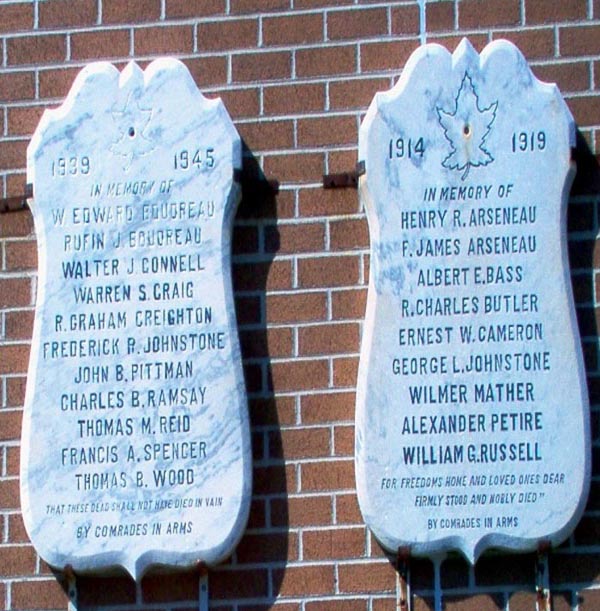 1939 1945
IN MEMORY OF
W. EDWARD BOUDREAU
RUFIN J. BOUDREAU
WALTER J. CONNELL
WARREN S. CRAIG
R. GRAHAM CREIGHTON
FREDERICK R. JOHNSTONE
JOHN B. PITTMAN
CHARLES B. RAMSAY
THOMAS M. REID
FRANCIS A. SPENCER
THOMAS B. WOOD
THAT THESE DEAD SHALL NOT HAVE DIED IN VAIN
BY COMRADES IN ARMS
1914 1919
IN MEMORY OF
HENRY R. ARSENEAU
F. JAMES ARSENEAU
ALBERT E. BASS
R. CHARLES BUTLER
ERNEST W. CAMERON
GEORGE L. JOHNSTONE
WILMER MATHER
ALEXANDER PETIRE
WILLIAM G. RUSSELL
FOR FREEDOMS HOME AND LOVED ONES DEAR
FIRMLY STOOD AND NOBLY DIED"
BY COMRADES IN ARMS